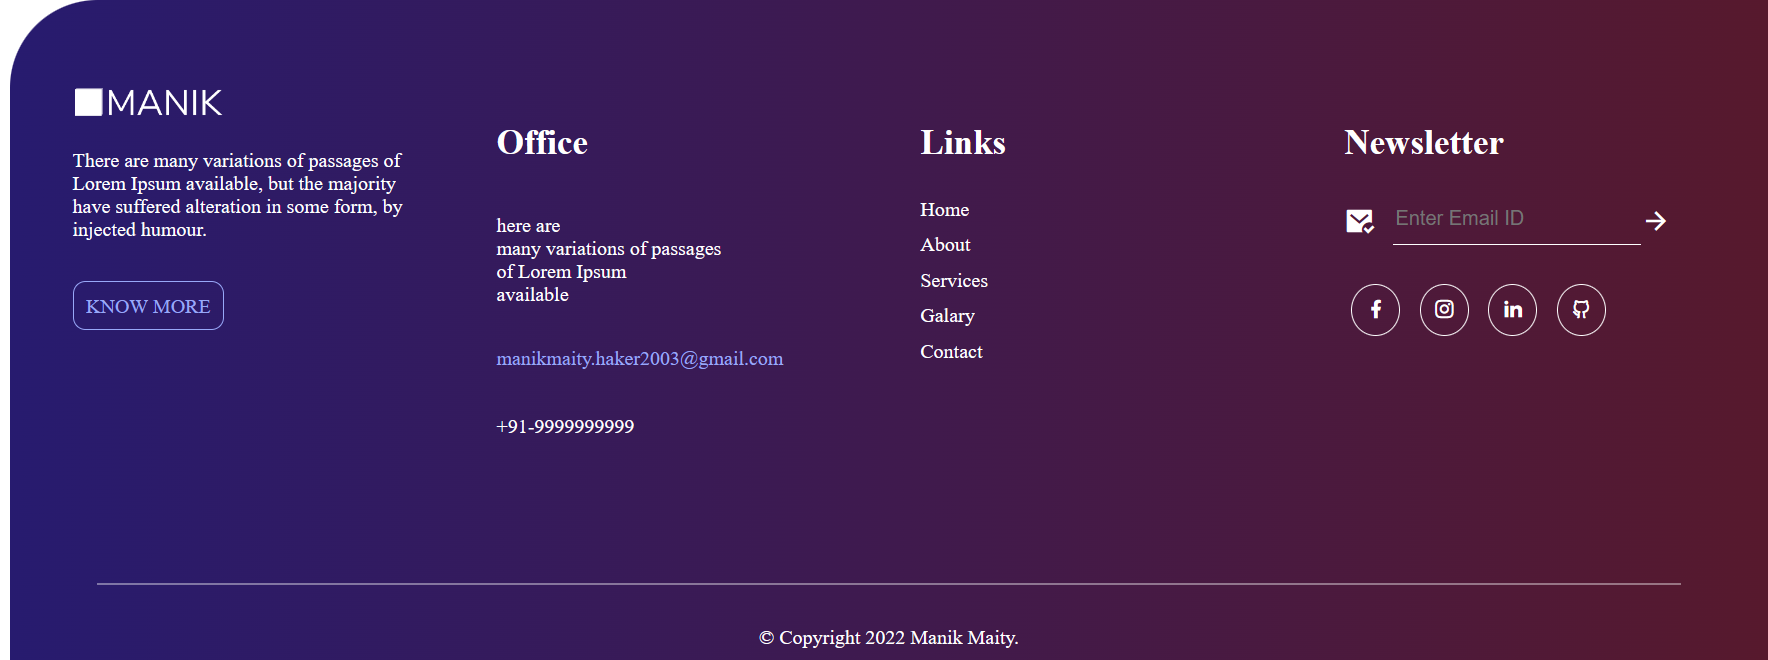 MANIK
There are many variations of passages of
Lorem Ipsum available, but the majority
have suffered alteration in some form, by
injected humour.
KNOW MORE
Office
here are
many variations of passages
of Lorem Ipsum
available
manikmaity.haker2003@gmail.com
+91-9999999999
Links
Home
About
Services
Galary
Contact
Newsletter
Enter Email ID
© Copyright 2022 Manik Maity.